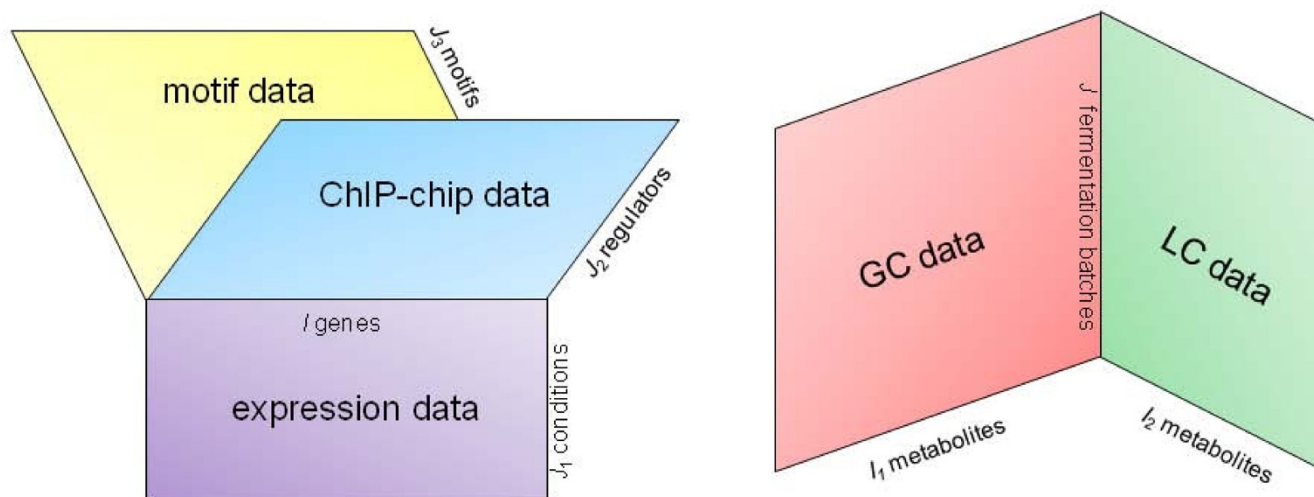 motif data
J3 motifs
ChIP-chip data
J2 regulators
I genes
expression data
J1 conditions
GC data
J fermentation batches
LC data
I1 metabolites
I2 metabolites